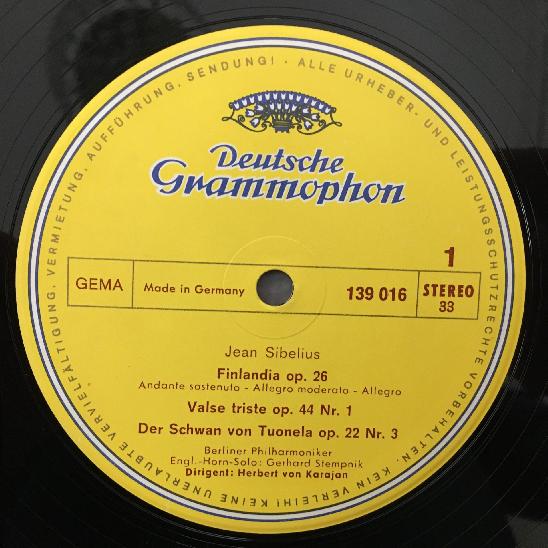 Deutsche
Grammophon
1
GEMA
Made in Germany
139 016
STEREO
33
Jean Sibelius
Finlandia op. 26
Andante sostenuto - Allegro moderato - Allegro
Valse triste op. 44 Nr. 1
Der Schwan von Tuonela op. 22 Nr. 3
Berliner Philharmoniker
Engl.-Horn-Solo: Gerhard Stempnik
Dirigent: Herbert von Karajan
ALLE URHEBER- UND LEISTUNGSSCHUTZRECHTE VORBEHALTEN. KEIN VERLEIH! KEINE UNERLAUBTE VERVIELFÄLTIGUNG, VERMIETUNG, AUFFÜHRUNG, SENDUNG! ·